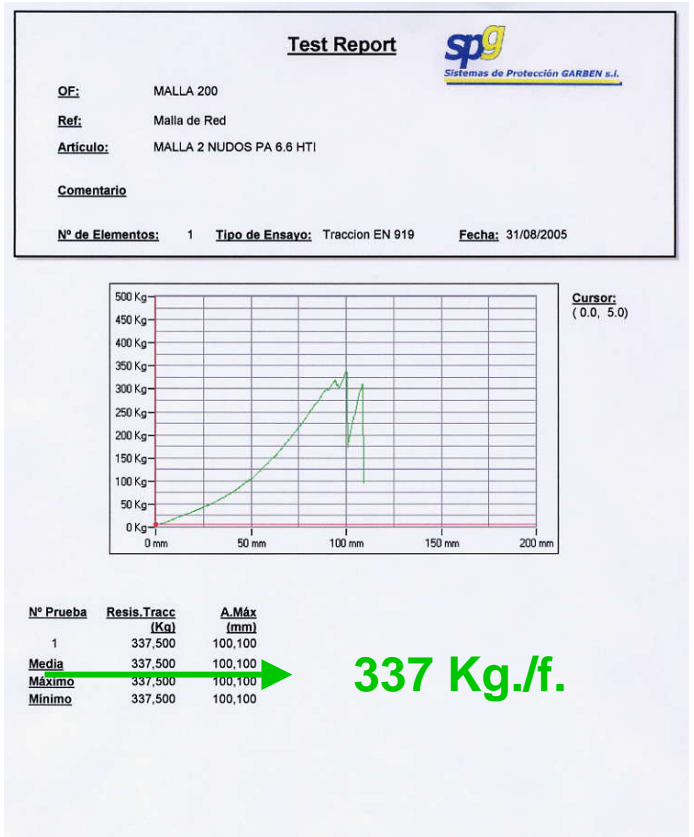 Test Report
spg
Sistemas de Protección GARBEN s.l.
OF: MALLA 200
Ref: Malla de Red
Artículo: MALLA 2 NUDOS PA 6.6 HTI
Comentario
Nº de Elementos: 1 Tipo de Ensayo: Traccion EN 919 Fecha: 31/08/2005
500 Kg
450 Kg
400 Kg
350 Kg
300 Kg
250 Kg
200 Kg
150 Kg
100 Kg
50 Kg
0 Kg
0 mm 50 mm 100 mm 150 mm 200 mm
Cursor:
( 0.0, 5.0)
Nº Prueba Resis.Tracc A.Máx
(Kg) (mm)
1 337,500 100,100
Media 337,500 100,100
Máximo 337,500 100,100
Mínimo 337,500 100,100
337 Kg./f.